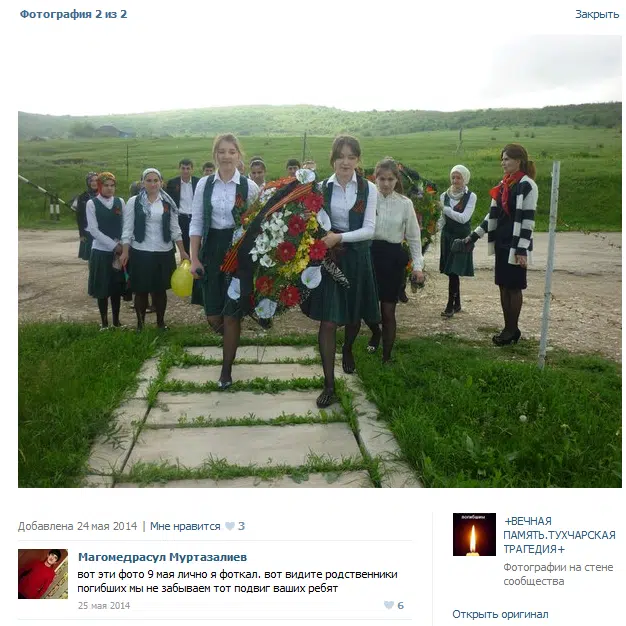 Фотография 2 из 2
Закрыть
Добавлена 24 мая 2014 | Мне нравится 3
Магомедрасул Муртазалиев
вот эти фото 9 мая лично я фоткал. вот видите родственники
погибших мы не забываем тот подвиг ваших ребят
25 мая 2014
6
погибшим
+ВЕЧНАЯ
ПАМЯТЬ.ТУХЧАРСКАЯ
ТРАГЕДИЯ+
Фотографии на стене
сообщества
Открыть оригинал